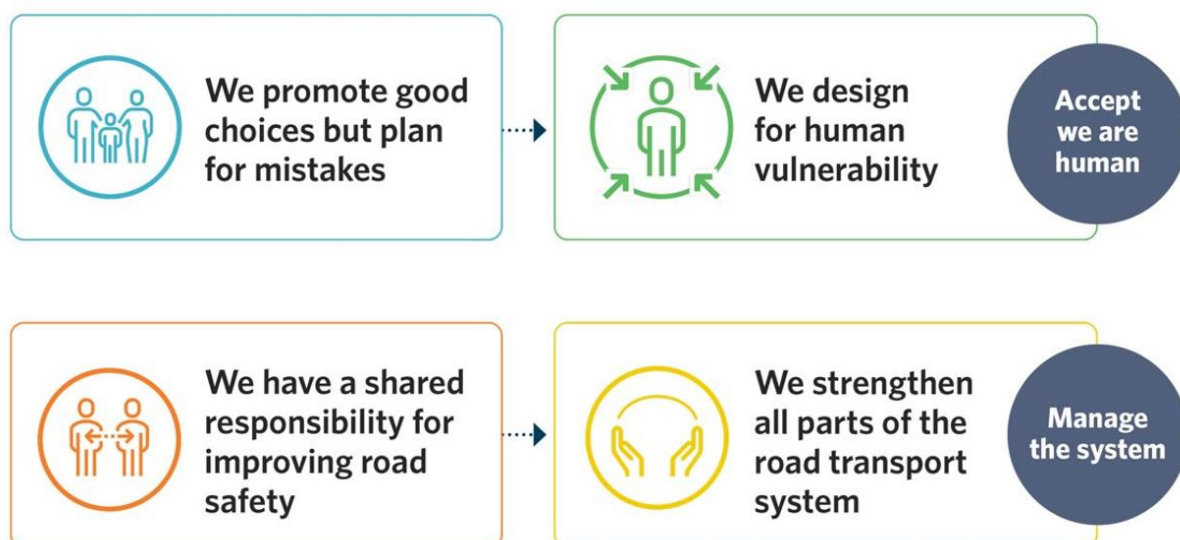 We promote good
choices but plan
for mistakes
We design
for human
vulnerability
Accept
we are
human
We have a shared
responsibility for
improving road
safety
We strengthen
all parts of the
road transport
system
Manage
the system